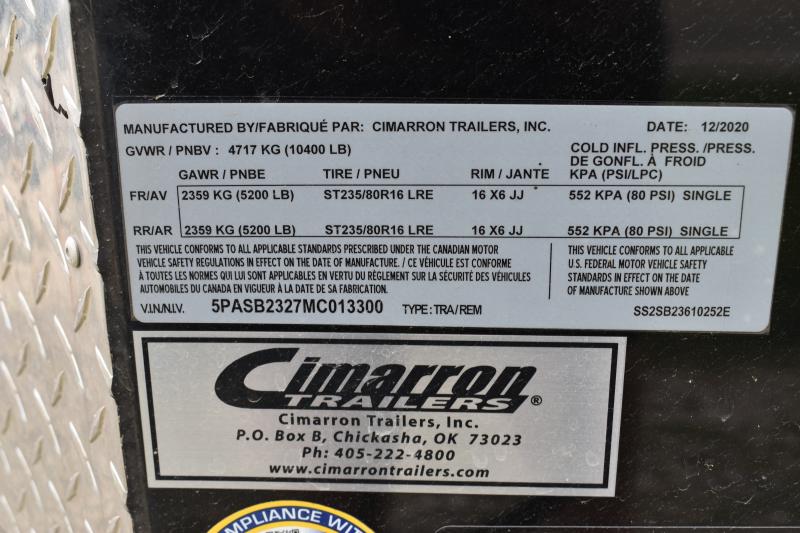 MANUFACTURED BY/FABRIQUÉ PAR: CIMARRON TRAILERS, INC. DATE: 12/2020
GVWR / PNBV : 4717 KG (10400 LB) COLD INFL. PRESS. /PRESS.
DE GONFL. À FROID
GAWR / PNBE TIRE / PNEU RIM / JANTE KPA (PSI/LPC)
FR/AV 2359 KG (5200 LB) ST235/80R16 LRE 16 X6 JJ 552 KPA (80 PSI) SINGLE
RR/AR 2359 KG (5200 LB) ST235/80R16 LRE 16 X6 JJ 552 KPA (80 PSI) SINGLE
THIS VEHICLE CONFORMS TO ALL APPLICABLE STANDARDS PRESCRIBED UNDER THE CANADIAN MOTOR
VEHICLE SAFETY REGULATIONS IN EFFECT ON THE DATE OF MANUFACTURE. / CE VÉHICULE EST CONFORME
À TOUTES LES NORMES QUI LUI SONT APPLICABLES EN VERTU DU RÈGLEMENT SUR LA SÉCURITÉ DES VÉHICULES
AUTOMOBILES DU CANADA EN VIGUEUR À LA DATE DE SA FABRICATION.
THIS VEHICLE CONFORMS TO ALL APPLICABLE
U.S. FEDERAL MOTOR VEHICLE SAFETY
STANDARDS IN EFFECT ON THE DATE
OF MANUFACTURE SHOWN ABOVE
V.I.N./N.I.V. 5PASB2327MC013300 TYPE: TRA/REM SS2SB23610252E
Cimarron
TRAILERS ®
Cimarron Trailers, Inc.
P.O. Box B, Chickasha, OK 73023
Ph: 405-222-4800
www.cimarrontrailers.com
COMPLIANCE WITH